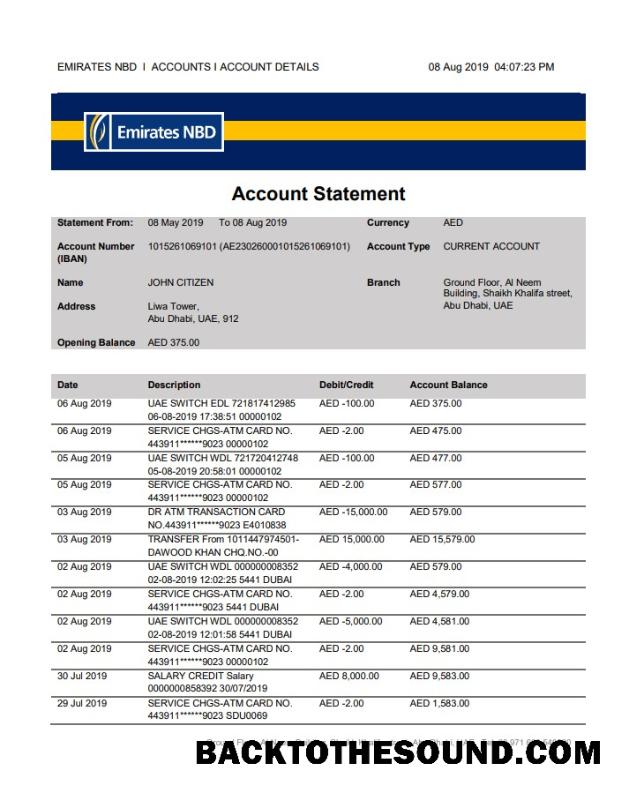 EMIRATES NBD I ACCOUNTS I ACCOUNT DETAILS 08 Aug 2019 04:07:23 PM
Emirates NBD
Account Statement
Statement From: 08 May 2019 To 08 Aug 2019 Currency AED
Account Number 1015261069101 (AE230260001015261069101) Account Type CURRENT ACCOUNT
(IBAN)
Name JOHN CITIZEN Branch Ground Floor, Al Neem
Building, Shaikh Khalifa street,
Address Liwa Tower, Abu Dhabi, UAE
Abu Dhabi, UAE, 912
Opening Balance AED 375.00
Date Description Debit/Credit Account Balance
06 Aug 2019 UAE SWITCH EDL 721817412985 AED -100.00 AED 375.00
06-08-2019 17:38:51 00000102
06 Aug 2019 SERVICE CHGS-ATM CARD NO. AED -2.00 AED 475.00
443911******9023 00000102
05 Aug 2019 UAE SWITCH WDL 721720412748 AED -100.00 AED 477.00
05-08-2019 20:58:01 00000102
05 Aug 2019 SERVICE CHGS-ATM CARD NO. AED -2.00 AED 577.00
443911******9023 00000102
03 Aug 2019 DR ATM TRANSACTION CARD AED -15,000.00 AED 579.00
NO.443911******9023 E4010838
03 Aug 2019 TRANSFER From 1011447974501- AED 15,000.00 AED 15,579.00
DAWOOD KHAN CHQ.NO.-00
02 Aug 2019 UAE SWITCH WDL 000000008352 AED -4,000.00 AED 579.00
02-08-2019 12:02:25 5441 DUBAI
02 Aug 2019 SERVICE CHGS-ATM CARD NO. AED -2.00 AED 4,579.00
443911******9023 5441 DUBAI
02 Aug 2019 UAE SWITCH WDL 000000008352 AED -5,000.00 AED 4,581.00
02-08-2019 12:01:58 5441 DUBAI
02 Aug 2019 SERVICE CHGS-ATM CARD NO. AED -2.00 AED 9,581.00
443911******9023 00000102
30 Jul 2019 SALARY CREDIT Salary AED 8,000.00 AED 9,583.00
0000000858392 30/07/2019
29 Jul 2019 SERVICE CHGS-ATM CARD NO. AED -2.00 AED 1,583.00
443911******9023 SDU0069
BACKTOTHESOUND.COM